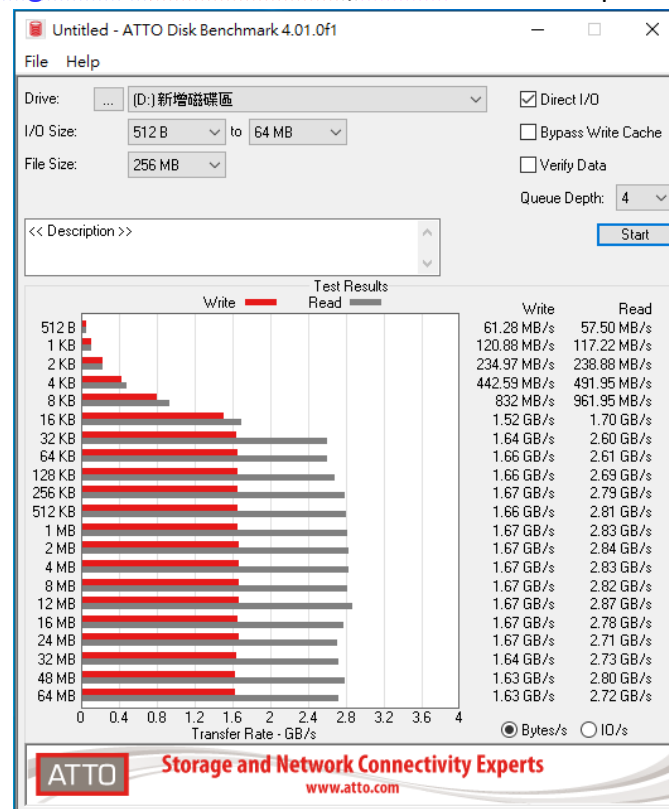 Untitled - ATTO Disk Benchmark 4.01.0f1
File Help
Drive: ... (D:)新增磁碟區 Direct I/O
I/O Size: 512 B to 64 MB Bypass Write Cache
File Size: 256 MB Verify Data
Queue Depth: 4
<< Description >> Start
Test Results
Write Read Write Read
512 B 61.28 MB/s 57.50 MB/s
1 KB 120.88 MB/s 117.22 MB/s
2 KB 234.97 MB/s 238.88 MB/s
4 KB 442.59 MB/s 491.95 MB/s
8 KB 832 MB/s 961.95 MB/s
16 KB 1.52 GB/s 1.70 GB/s
32 KB 1.64 GB/s 2.60 GB/s
64 KB 1.66 GB/s 2.61 GB/s
128 KB 1.66 GB/s 2.69 GB/s
256 KB 1.67 GB/s 2.79 GB/s
512 KB 1.66 GB/s 2.81 GB/s
1 MB 1.67 GB/s 2.83 GB/s
2 MB 1.67 GB/s 2.84 GB/s
4 MB 1.67 GB/s 2.83 GB/s
8 MB 1.67 GB/s 2.82 GB/s
12 MB 1.67 GB/s 2.87 GB/s
16 MB 1.67 GB/s 2.78 GB/s
24 MB 1.67 GB/s 2.71 GB/s
32 MB 1.64 GB/s 2.73 GB/s
48 MB 1.63 GB/s 2.80 GB/s
64 MB 1.63 GB/s 2.72 GB/s
0 0.4 0.8 1.2 1.6 2 2.4 2.8 3.2 3.6 4
Transfer Rate - GB/s Bytes/s IO/s
ATTO Storage and Network Connectivity Experts
www.atto.com